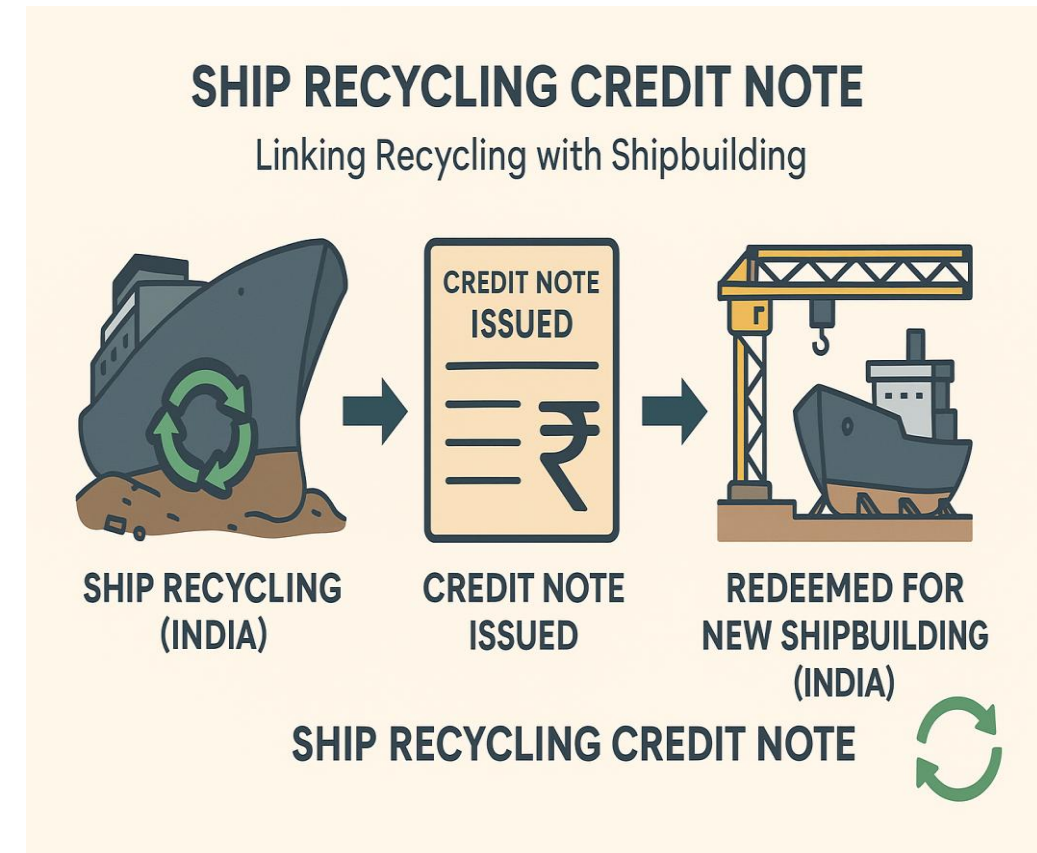 SHIP RECYCLING CREDIT NOTE
Linking Recycling with Shipbuilding
CREDIT NOTE
ISSUED
₹
SHIP RECYCLING
(INDIA)
CREDIT NOTE
ISSUED
REDEEMED FOR
NEW SHIPBUILDING
(INDIA)
SHIP RECYCLING CREDIT NOTE